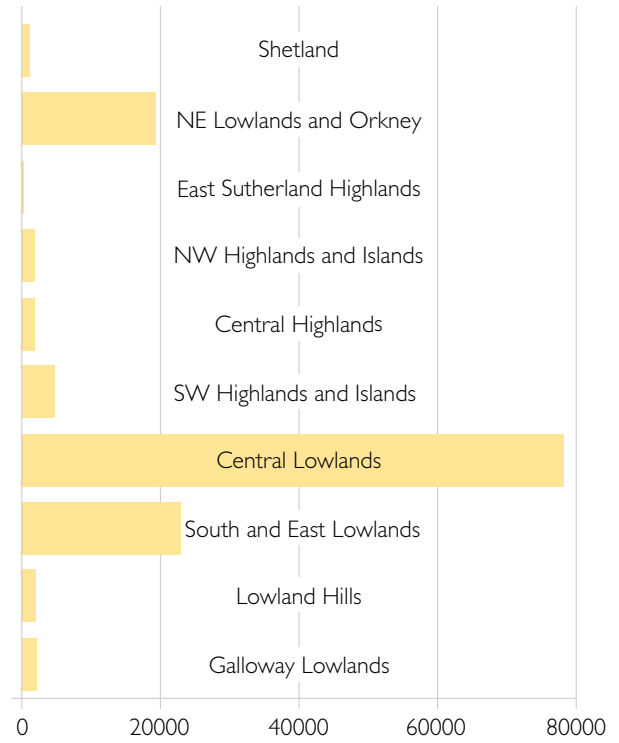 Shetland
NE Lowlands and Orkney
East Sutherland Highlands
NW Highlands and Islands
Central Highlands
SW Highlands and Islands
Central Lowlands
South and East Lowlands
Lowland Hills
Galloway Lowlands
0 20000 40000 60000 80000